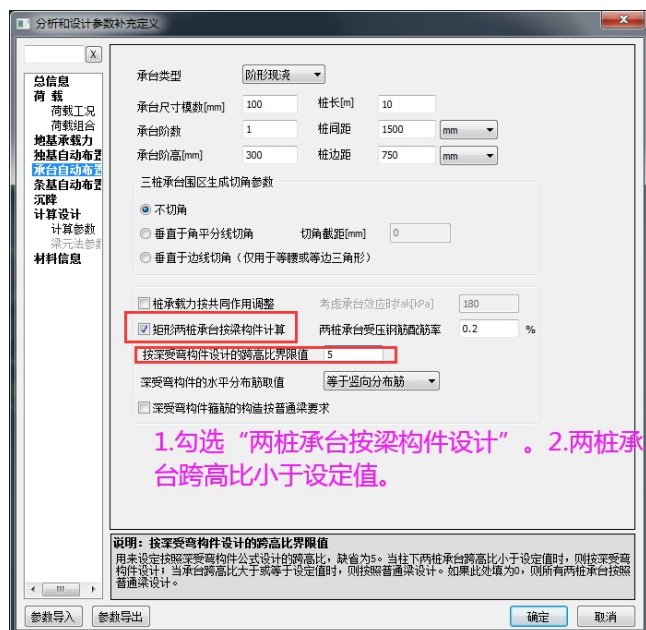 分析和设计参数补充定义
X
总信息
荷 载
荷载工况
荷载组合
地基承载力
独基自动布置
承台自动布置
条基自动布置
沉降
计算设计
计算参数
梁元法参数
材料信息
承台类型 阶形现浇
承台尺寸模数[mm] 100 桩长[m] 10
承台阶数 1 桩间距 1500 mm
承台阶高[mm] 300 桩边距 750 mm
三桩承台围区生成切角参数
不切角
垂直于角平分线切角 切角截距[mm] 0
垂直于边线切角（仅用于等腰或等边三角形）
桩承载力按共同作用调整 考虑承台效应时fak[kPa] 180
矩形两桩承台按梁构件计算 两桩承台受压钢筋配筋率 0.2 %
按深受弯构件设计的跨高比界限值 5
深受弯构件的水平分布筋取值 等于竖向分布筋
深受弯构件箍筋的构造按普通梁要求
1.勾选“两桩承台按梁构件设计”。2.两桩承
台跨高比小于设定值。
说明：按深受弯构件设计的跨高比界限值
用来设定按照深受弯构件公式设计的跨高比，缺省为5。当柱下两桩承台跨高比小于设定值时，则按深受弯
构件设计；当承台跨高比大于或等于设定值时，则按照普通梁设计。如果此处填为0，则所有两桩承台按照
普通梁设计。
参数导入 参数导出 确定 取消